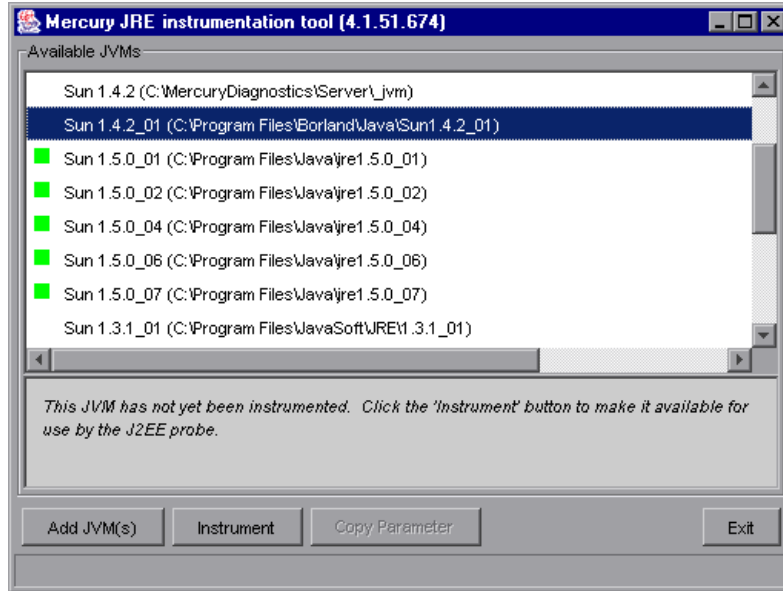 Mercury JRE instrumentation tool (4.1.51.674)
Available JVMs
Sun 1.4.2 (C:\MercuryDiagnostics\Server\_jvm)
Sun 1.4.2_01 (C:\Program Files\Borland\Java\Sun1.4.2_01)
Sun 1.5.0_01 (C:\Program Files\Java\jre1.5.0_01)
Sun 1.5.0_02 (C:\Program Files\Java\jre1.5.0_02)
Sun 1.5.0_04 (C:\Program Files\Java\jre1.5.0_04)
Sun 1.5.0_06 (C:\Program Files\Java\jre1.5.0_06)
Sun 1.5.0_07 (C:\Program Files\Java\jre1.5.0_07)
Sun 1.3.1_01 (C:\Program Files\JavaSoft\JRE\1.3.1_01)
This JVM has not yet been instrumented. Click the 'Instrument' button to make it available for
use by the J2EE probe.
Add JVM(s) Instrument Copy Parameter Exit